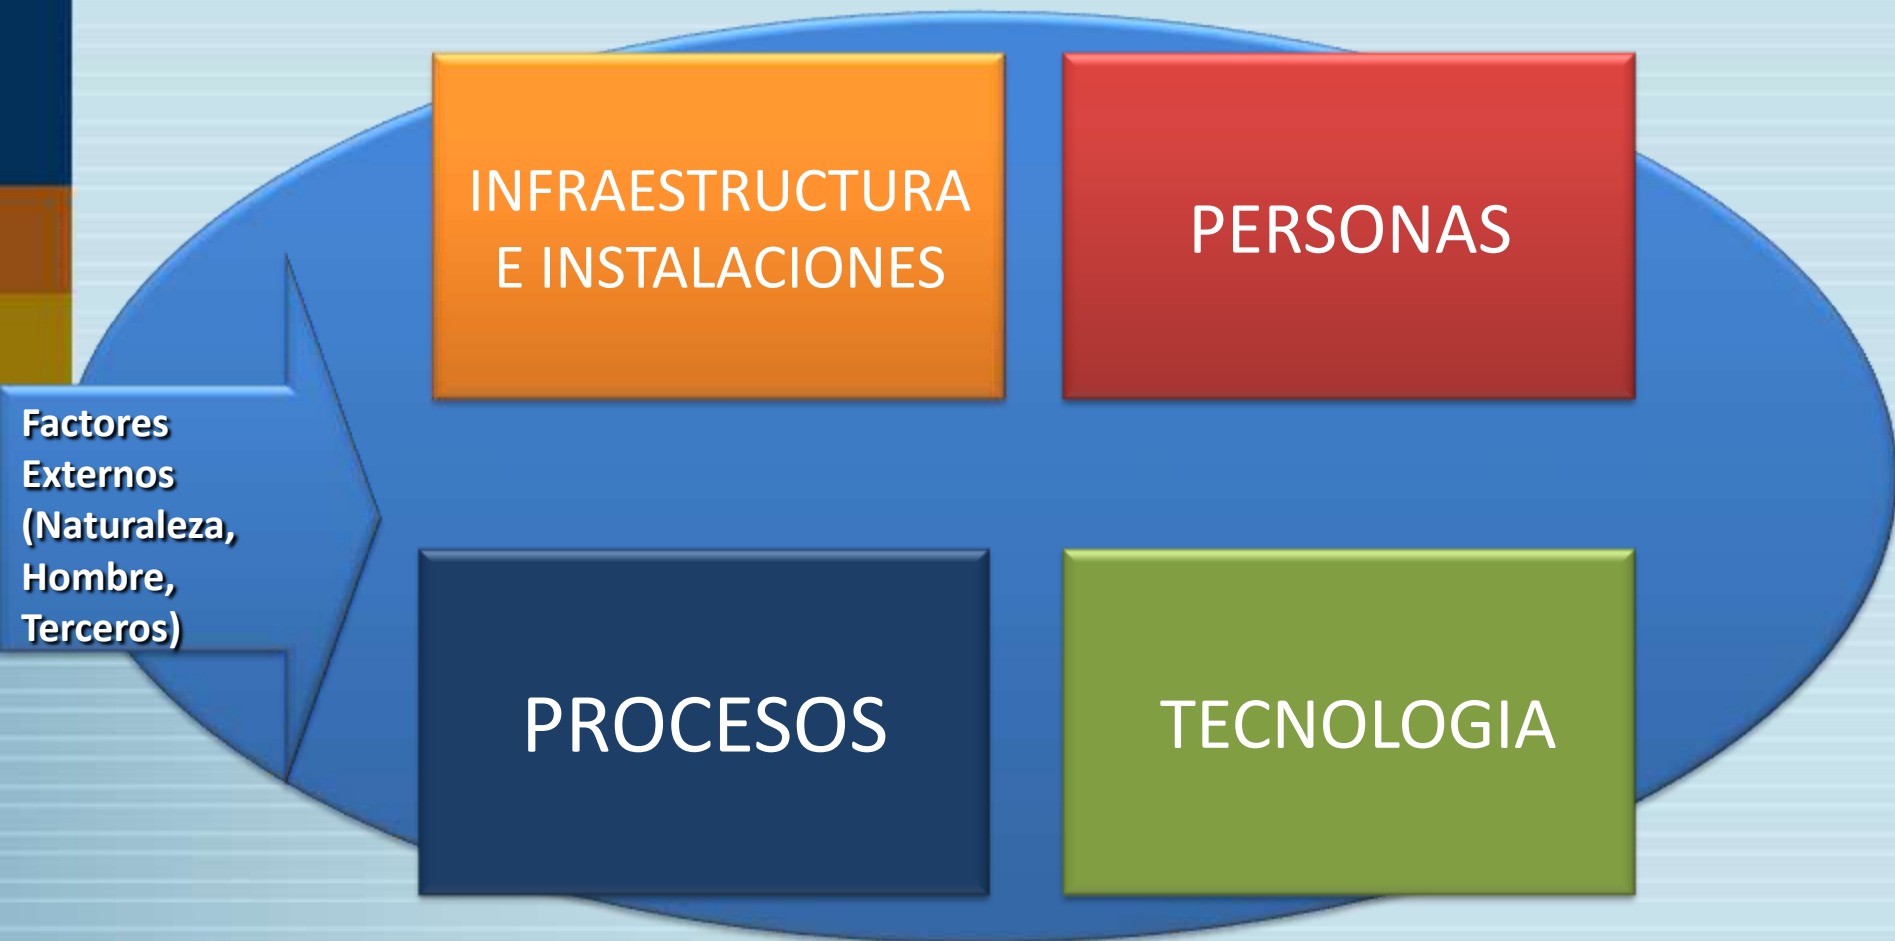 INFRAESTRUCTURA
E INSTALACIONES
PERSONAS
Factores
Externos
(Naturaleza,
Hombre,
Terceros)
PROCESOS
TECNOLOGIA